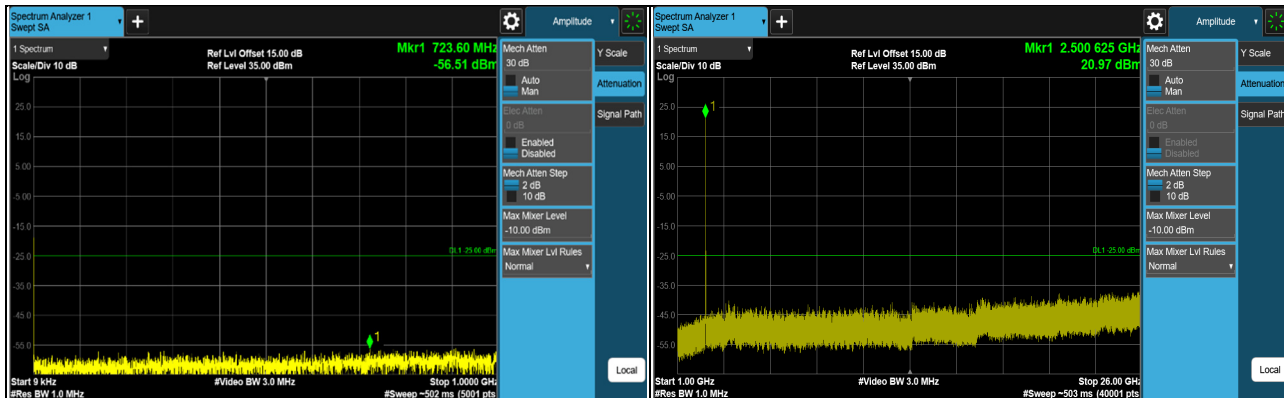 Spectrum Analyzer 1
Swept SA
+
Amplitude
1 Spectrum
Scale/Div 10 dB
Log
Ref Lvl Offset 15.00 dB
Ref Level 35.00 dBm
Mkr1 723.60 MHz
-56.51 dBm
25.0
15.0
5.00
-5.00
-15.0
-25.0
-35.0
-45.0
-55.0
DL1 -25.00 dBm
1
Start 9 kHz
#Res BW 1.0 MHz
#Video BW 3.0 MHz
Stop 1.0000 GHz
#Sweep ~502 ms (5001 pts
Mech Atten
30 dB
Auto
Man
Elec Atten
0 dB
Enabled
Disabled
Mech Atten Step
2 dB
10 dB
Max Mixer Level
-10.00 dBm
Max Mixer Lvl Rules
Normal
Y Scale
Attenuation
Signal Path
Local
Spectrum Analyzer 1
Swept SA
+
Amplitude
1 Spectrum
Scale/Div 10 dB
Log
Ref Lvl Offset 15.00 dB
Ref Level 35.00 dBm
Mkr1 2.500 625 GHz
20.97 dBm
25.0
15.0
5.00
-5.00
-15.0
-25.0
-35.0
-45.0
-55.0
DL1 -25.00 dBm
1
Start 1.00 GHz
#Res BW 1.0 MHz
#Video BW 3.0 MHz
Stop 26.00 GHz
#Sweep ~503 ms (40001 pts
Mech Atten
30 dB
Auto
Man
Elec Atten
0 dB
Enabled
Disabled
Mech Atten Step
2 dB
10 dB
Max Mixer Level
-10.00 dBm
Max Mixer Lvl Rules
Normal
Y Scale
Attenuation
Signal Path
Local